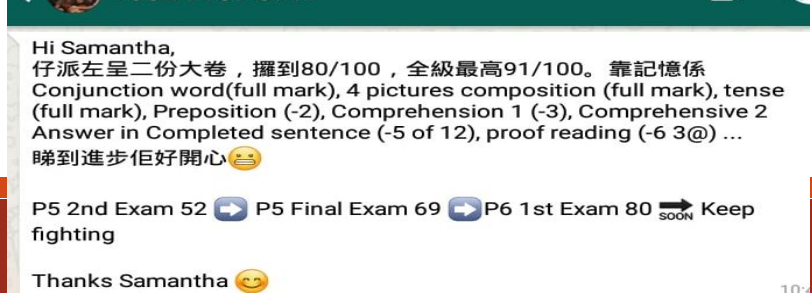 Hi Samantha,
仔派左呈二份大卷，攞到80/100，全級最高91/100。靠記憶係
Conjunction word(full mark), 4 pictures composition (full mark), tense
(full mark), Preposition (-2), Comprehension 1 (-3), Comprehensive 2
Answer in Completed sentence (-5 of 12), proof reading (-6 3@) ...
睇到進步佢好開心😬
P5 2nd Exam 52 ➡ P5 Final Exam 69 ➡P6 1st Exam 80 🔜 Keep
fighting
Thanks Samantha 😊